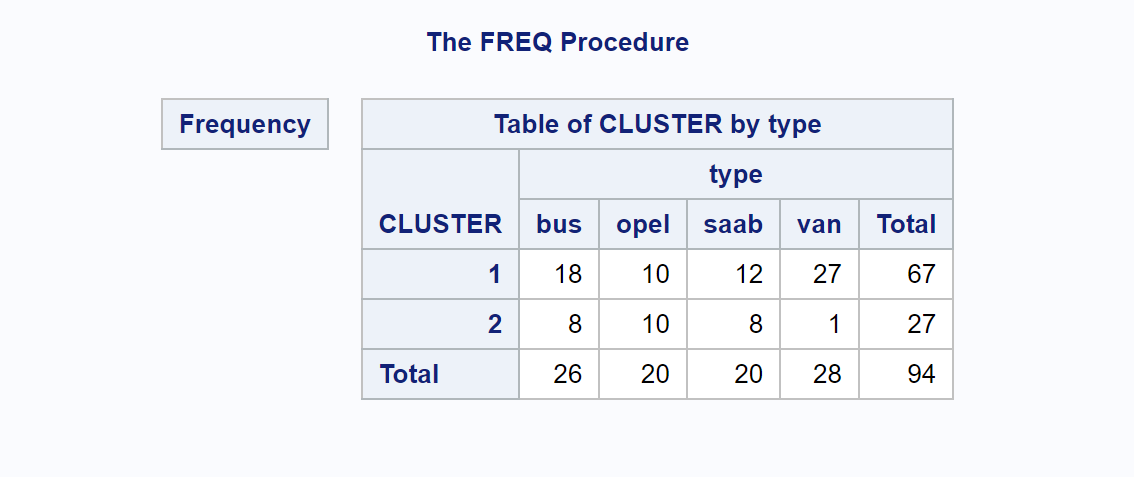 The FREQ Procedure
Frequency
Table of CLUSTER by type
type
CLUSTER bus opel saab van Total
1 18 10 12 27 67
2 8 10 8 1 27
Total 26 20 20 28 94